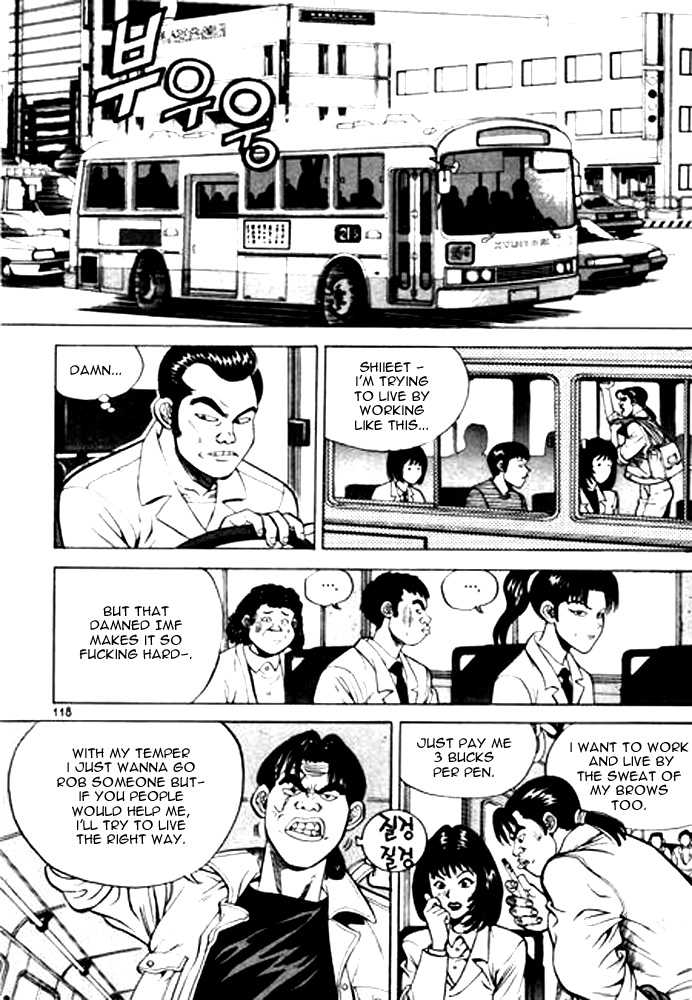 부우웅
21
DAMN...
SHIIEET -
I'M TRYING
TO LIVE BY
WORKING
LIKE THIS...
BUT THAT
DAMNED IMF
MAKES IT SO
FUCKING HARD-.
...
...
118
WITH MY TEMPER
I JUST WANNA GO
ROB SOMEONE BUT-
IF YOU PEOPLE
WOULD HELP ME,
I'LL TRY TO LIVE
THE RIGHT WAY.
JUST PAY ME
3 BUCKS
PER PEN.
I WANT TO WORK
AND LIVE BY
THE SWEAT OF
MY BROWS
TOO.
질겅
질겅